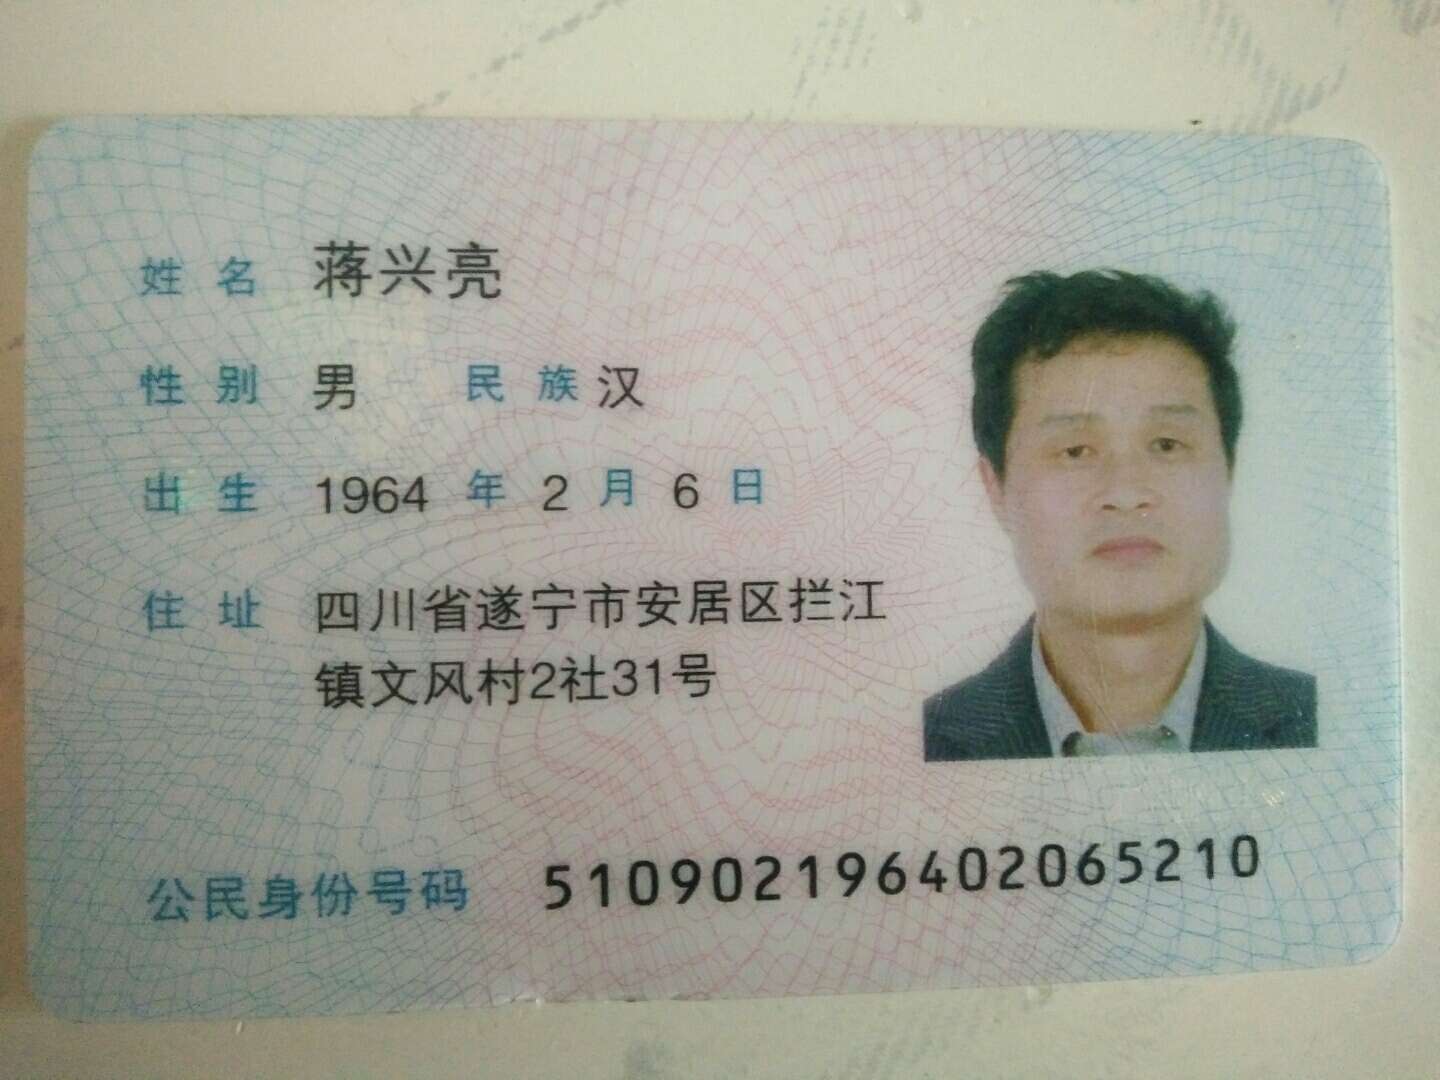 姓名 蒋兴亮
性别 男 民族 汉
出生 1964 年 2 月 6 日
住址 四川省遂宁市安居区拦江
镇文风村2社31号
公民身份号码 510902196402065210